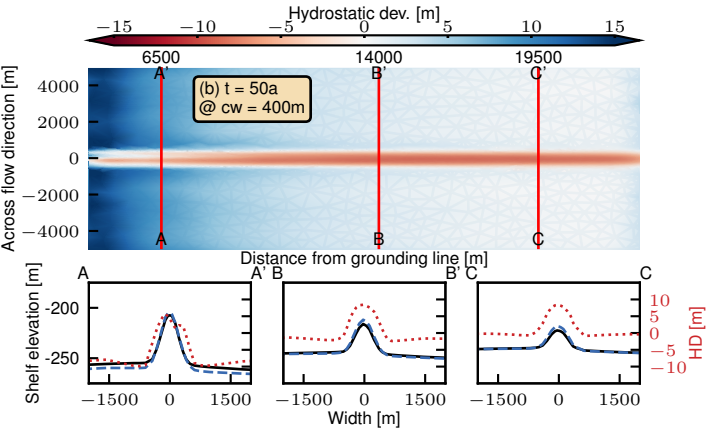 Hydrostatic dev. [m]
−15 −10 −5 0 5 10 15
6500 14000 19500
Across flow direction [m]
4000
2000
0
−2000
−4000
A' B' C'
(b) t = 50a
@ cw = 400m
A B C
Distance from grounding line [m]
A A' B B' C C
Shelf elevation [m]
-200
-250
10
5
0
−5
−10
HD [m]
−1500 0 1500 −1500 0 1500 −1500 0 1500
Width [m]